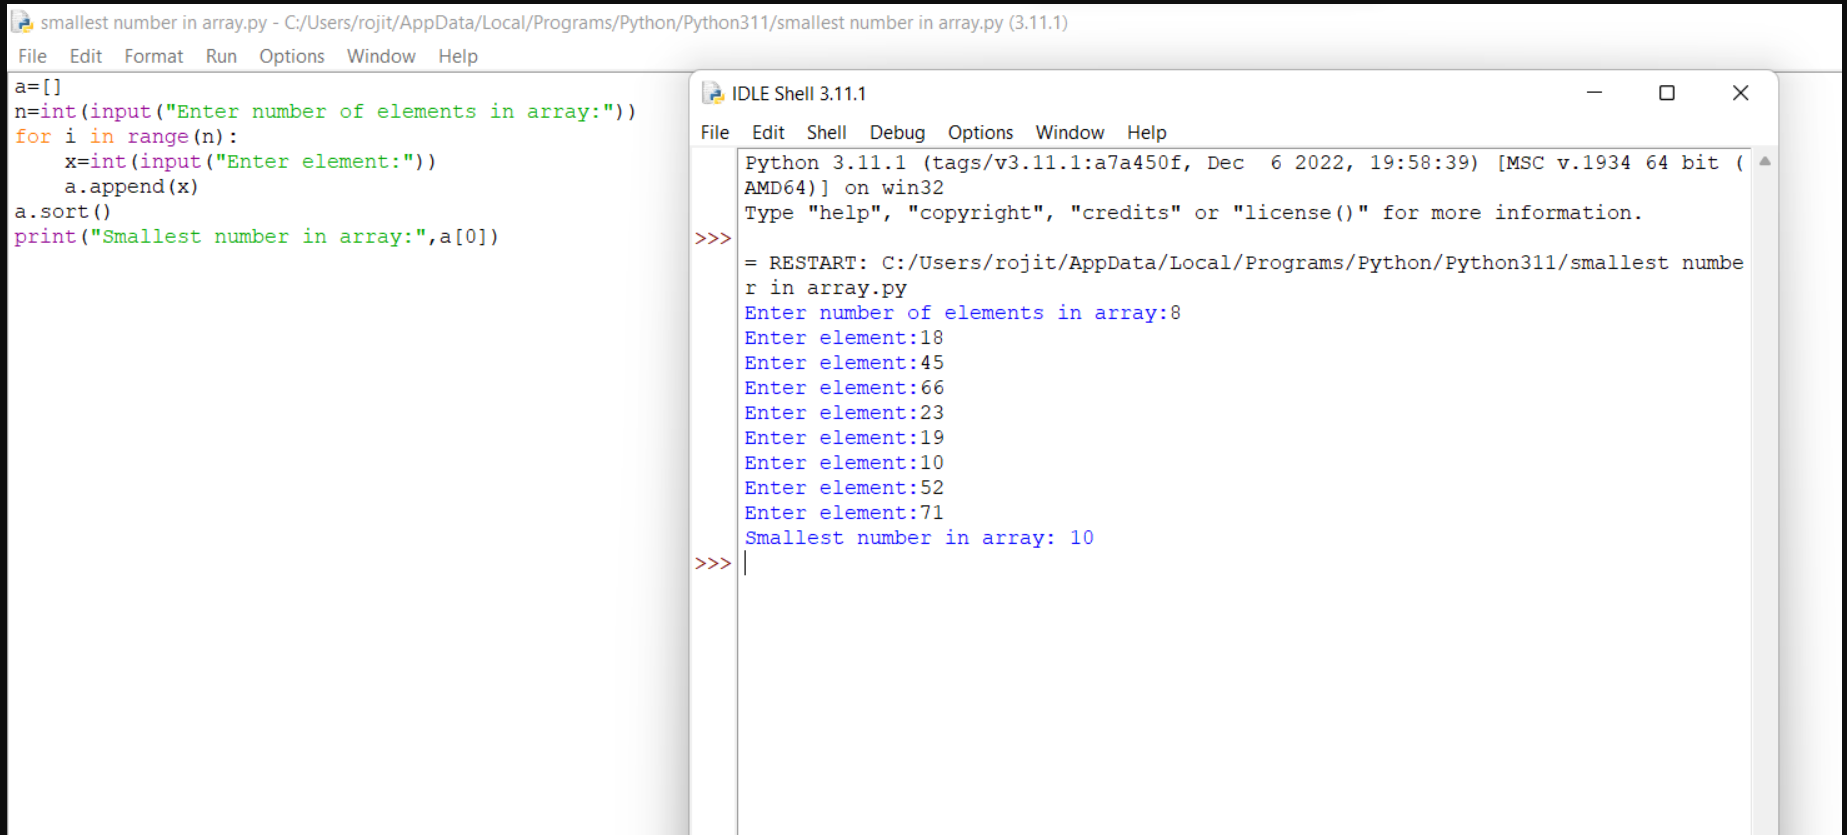 smallest number in array.py - C:/Users/rojit/AppData/Local/Programs/Python/Python311/smallest number in array.py (3.11.1)
File Edit Format Run Options Window Help
a=[]
n=int(input("Enter number of elements in array:"))
for i in range(n):
    x=int(input("Enter element:"))
    a.append(x)
a.sort()
print("Smallest number in array:",a[0])
IDLE Shell 3.11.1
File Edit Shell Debug Options Window Help
Python 3.11.1 (tags/v3.11.1:a7a450f, Dec  6 2022, 19:58:39) [MSC v.1934 64 bit (
AMD64)] on win32
Type "help", "copyright", "credits" or "license()" for more information.
>>>
= RESTART: C:/Users/rojit/AppData/Local/Programs/Python/Python311/smallest numbe
r in array.py
Enter number of elements in array:8
Enter element:18
Enter element:45
Enter element:66
Enter element:23
Enter element:19
Enter element:10
Enter element:52
Enter element:71
Smallest number in array: 10
>>>